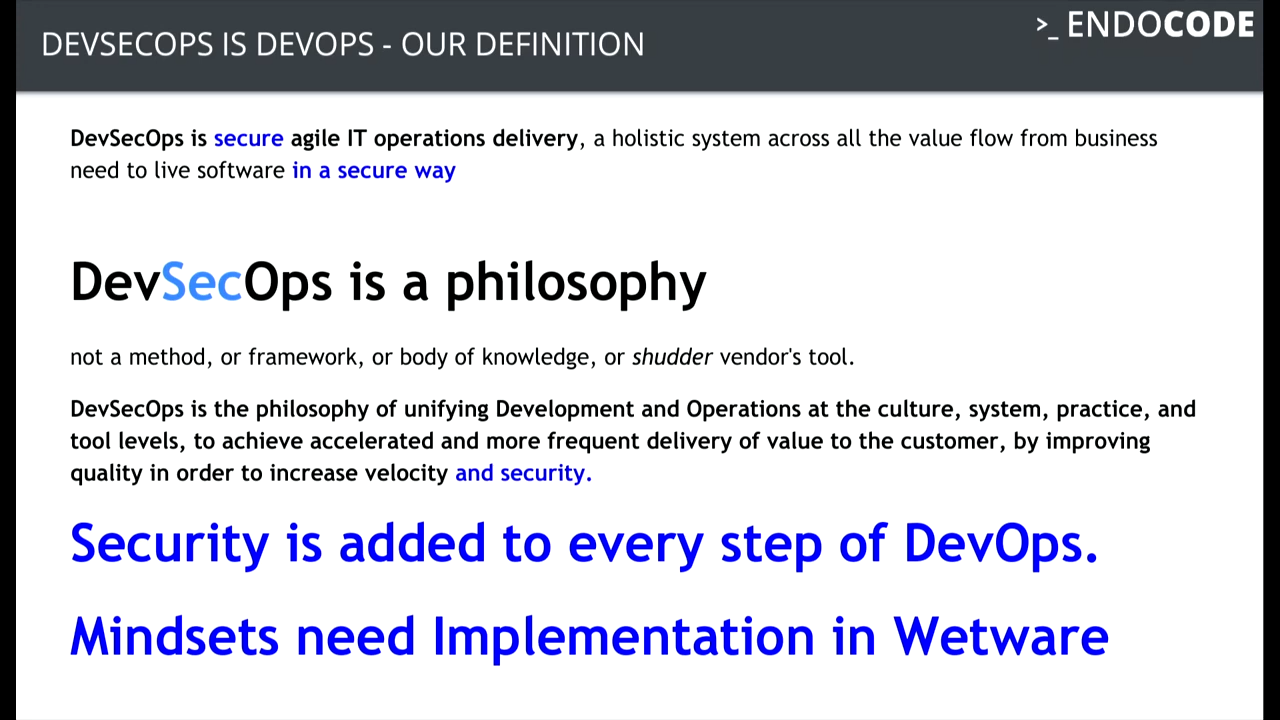 DEVSECOPS IS DEVOPS - OUR DEFINITION
>_ ENDOCODE
DevSecOps is secure agile IT operations delivery, a holistic system across all the value flow from business
need to live software in a secure way
DevSecOps is a philosophy
not a method, or framework, or body of knowledge, or shudder vendor's tool.
DevSecOps is the philosophy of unifying Development and Operations at the culture, system, practice, and
tool levels, to achieve accelerated and more frequent delivery of value to the customer, by improving
quality in order to increase velocity and security.
Security is added to every step of DevOps.
Mindsets need Implementation in Wetware